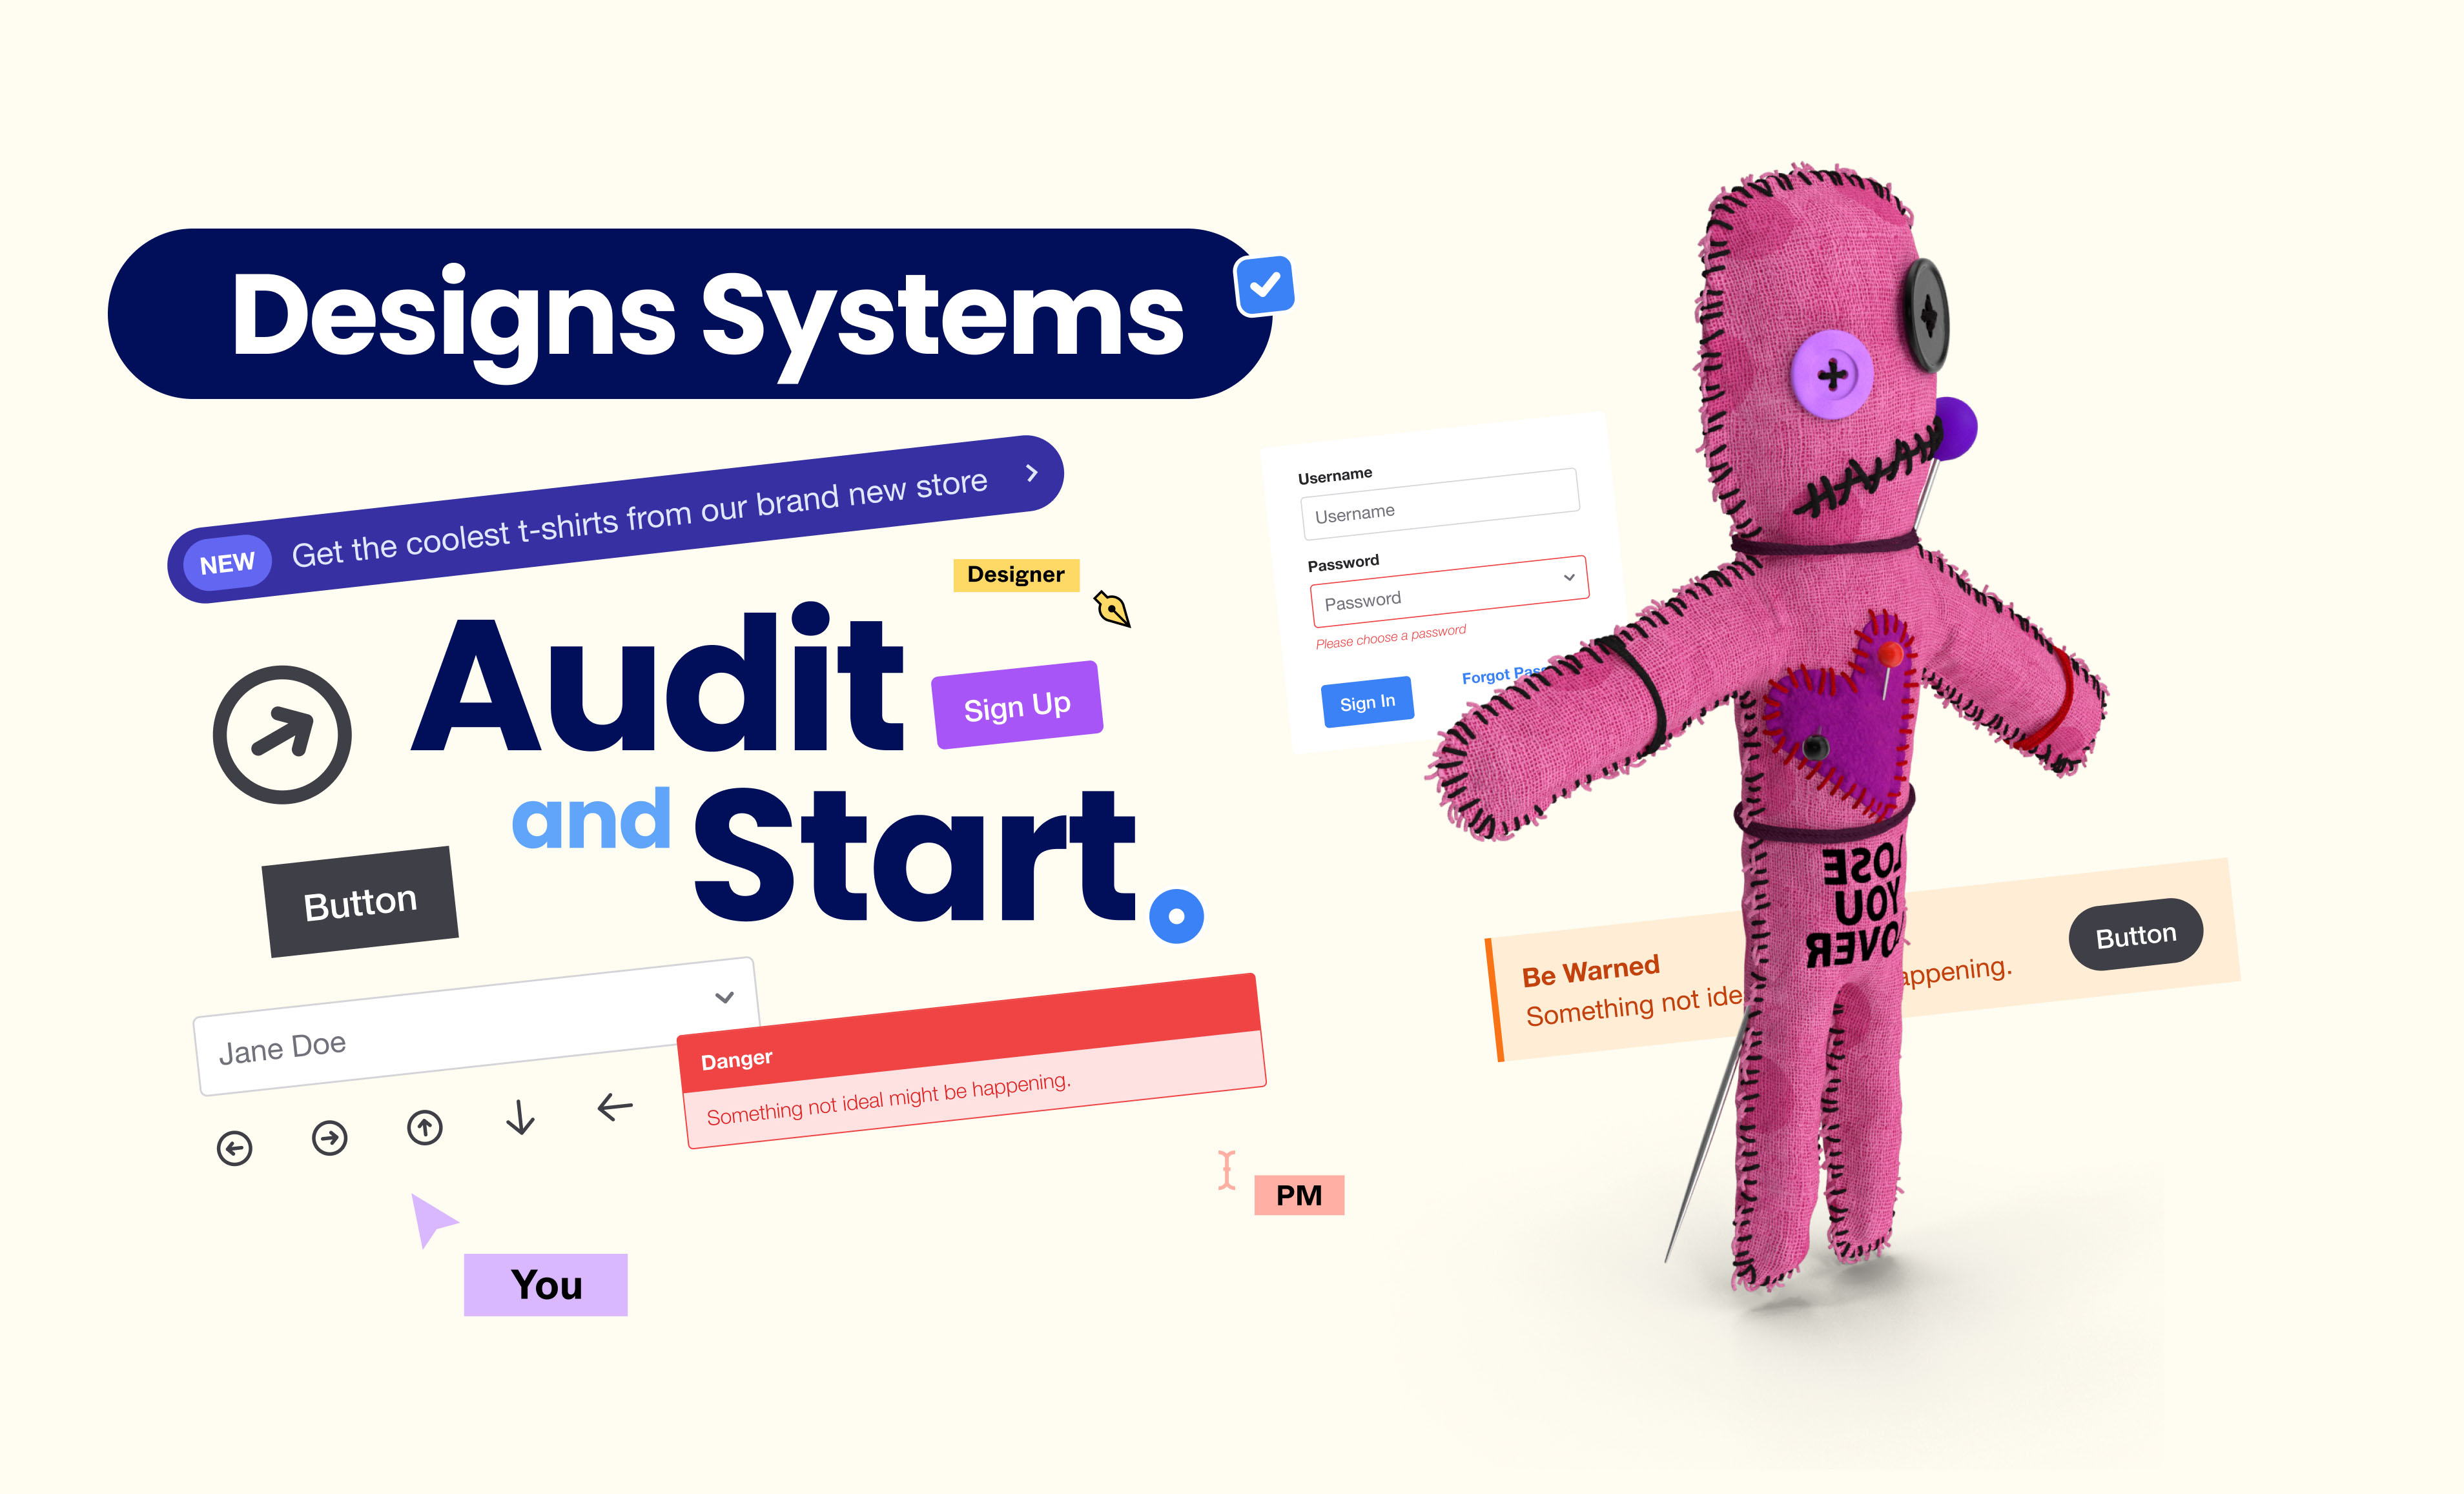 Designs Systems
NEW Get the coolest t-shirts from our brand new store
Designer
Audit
Sign Up
and Start.
Button
Jane Doe
Danger
Something not ideal might be happening.
You
PM
Username
Username
Password
Password
Please choose a password
Sign In
Forgot Pass
LOSE
YOU
LOVER
Be Warned
Something not ide
appening.
Button